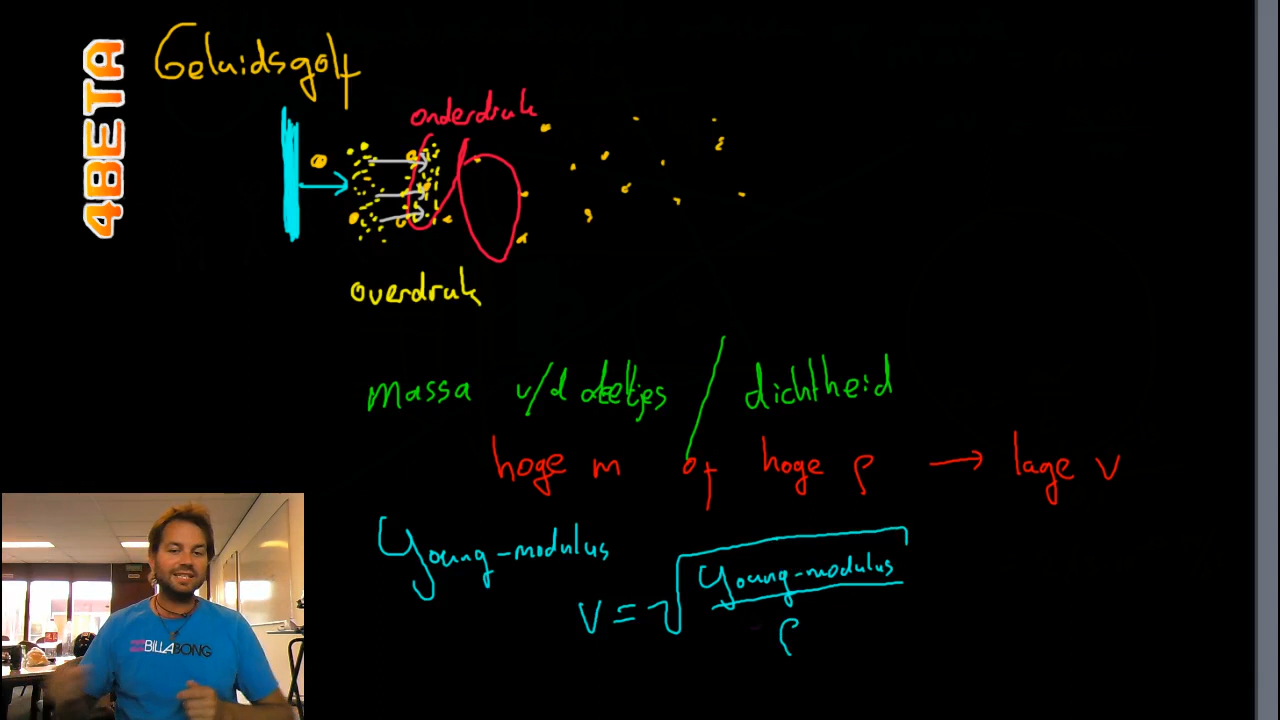 4BETA
Geluidsgolf
onderdruk
overdruk
massa v/d deeltjes / dichtheid
hoge m of hoge ρ → lage v
Young-modulus
v = √(Young-modulus / ρ)
BILLABONG